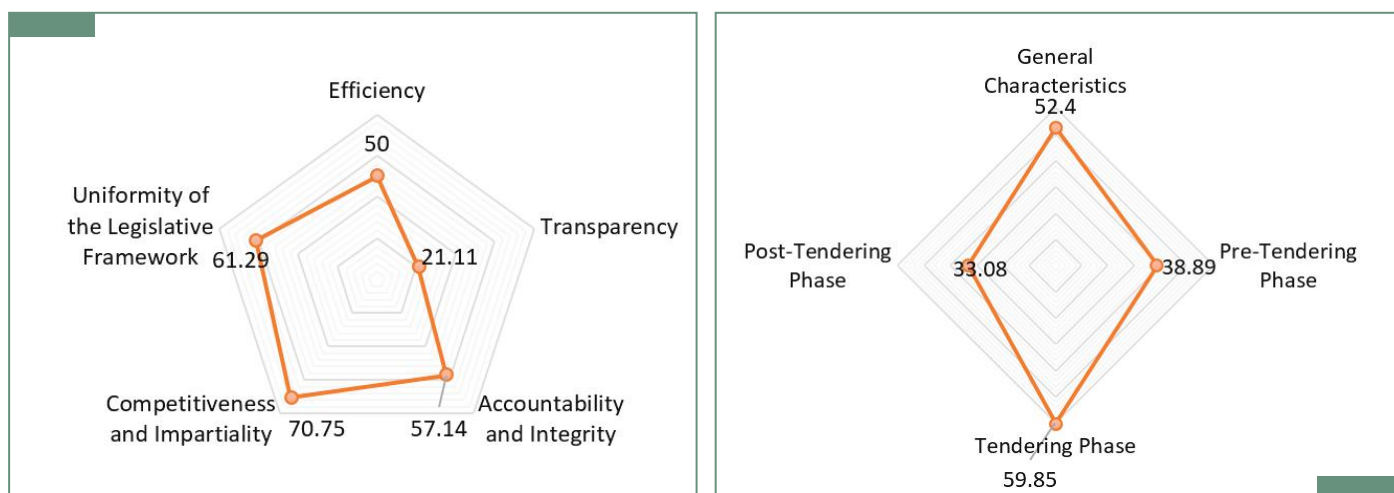 Efficiency
50
Uniformity of
the Legislative
Framework
61.29
Transparency
21.11
Competitiveness
and Impartiality
70.75
Accountability
and Integrity
57.14
General
Characteristics
52.4
Post-Tendering
Phase
33.08
Pre-Tendering
Phase
38.89
Tendering Phase
59.85